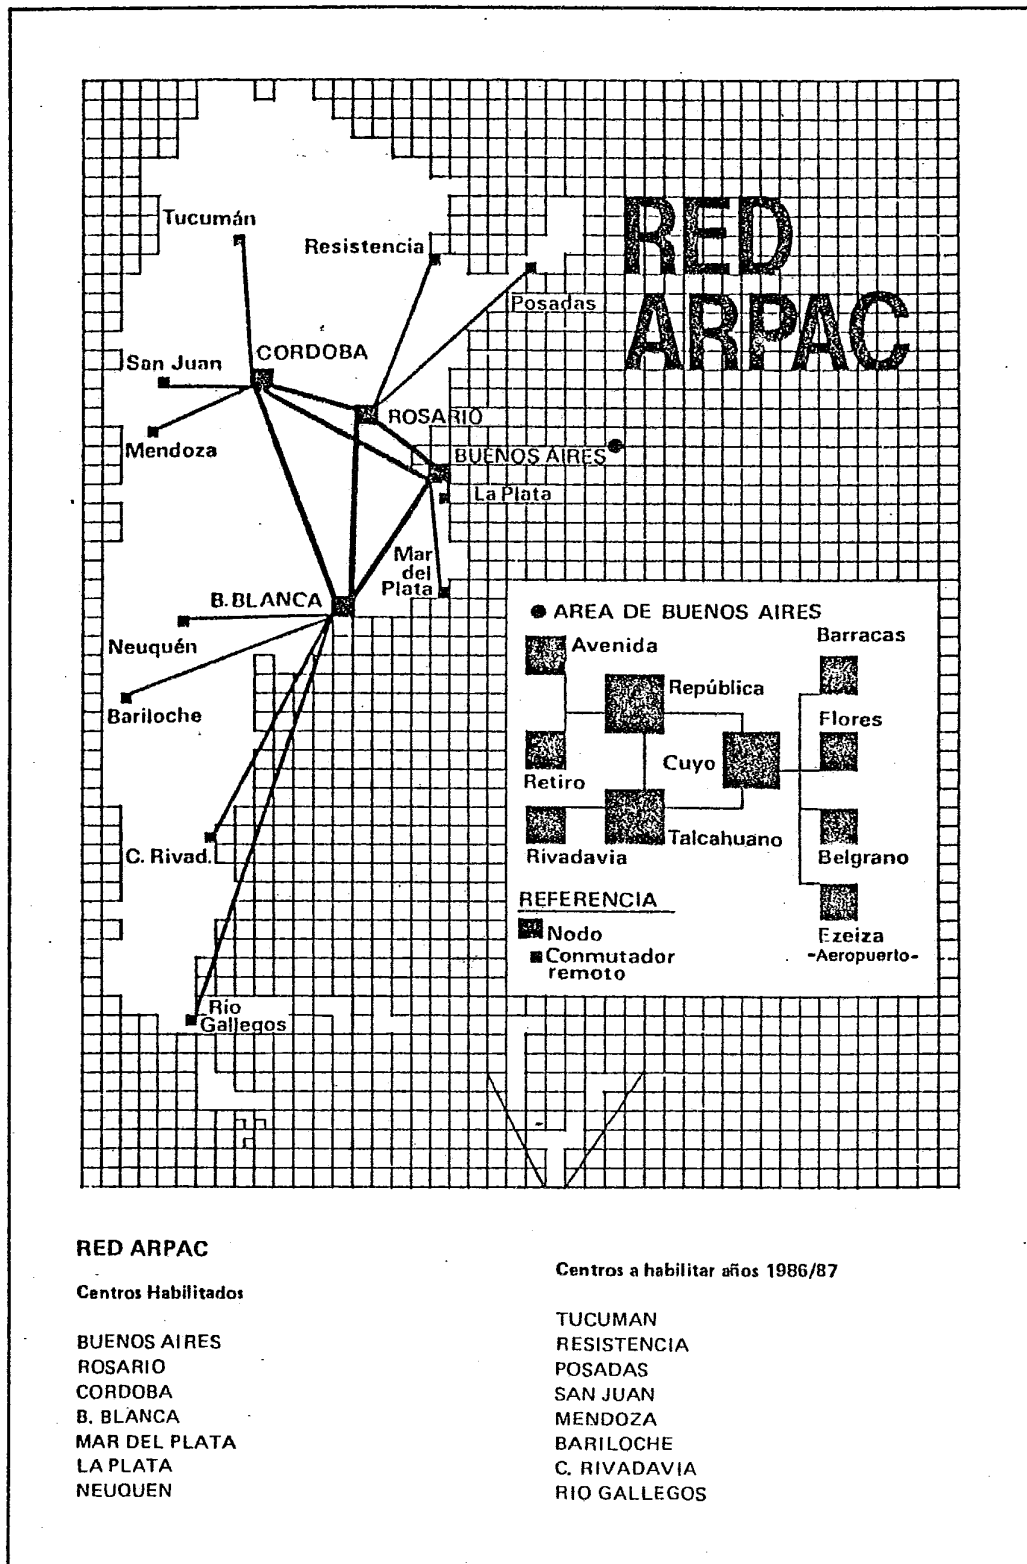 RED
ARPAC
Tucumán
Resistencia
Posadas
San Juan
CORDOBA
ROSARIO
Mendoza
BUENOS AIRES
La Plata
Mar
del
Plata
B.BLANCA
Neuquén
Bariloche
C. Rivad.
Río
Gallegos
AREA DE BUENOS AIRES
Avenida
Barracas
República
Flores
Cuyo
Retiro
Rivadavia
Talcahuano
Belgrano
Ezeiza
-Aeropuerto-
REFERENCIA
Nodo
Conmutador
remoto
RED ARPAC
Centros Habilitados
BUENOS AIRES
ROSARIO
CORDOBA
B. BLANCA
MAR DEL PLATA
LA PLATA
NEUQUEN
Centros a habilitar años 1986/87
TUCUMAN
RESISTENCIA
POSADAS
SAN JUAN
MENDOZA
BARILOCHE
C. RIVADAVIA
RIO GALLEGOS